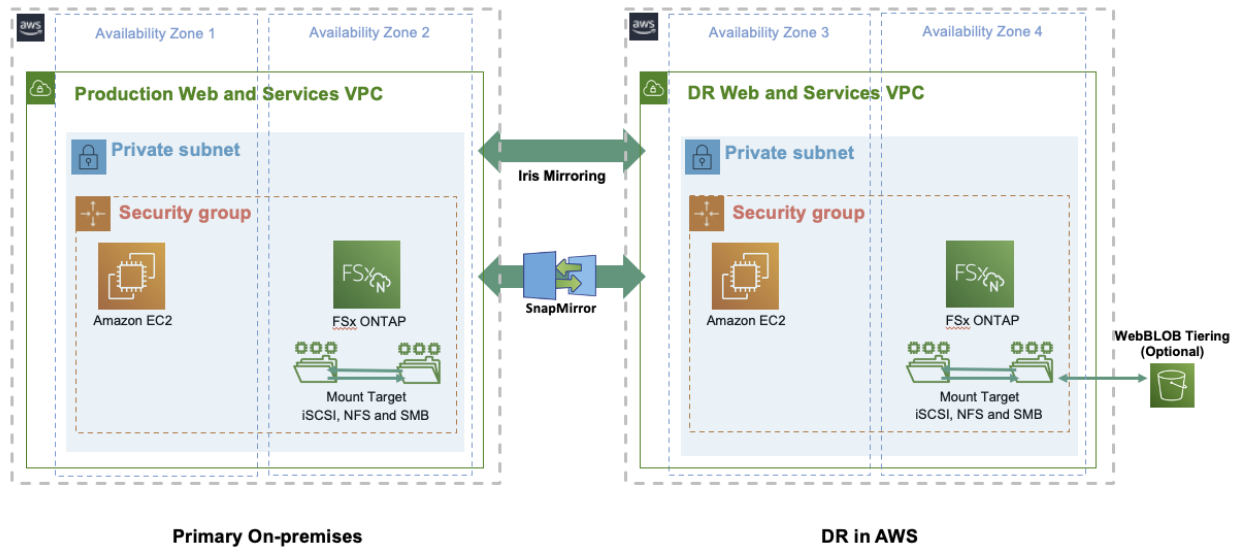 aws
Availability Zone 1
Availability Zone 2
Production Web and Services VPC
Private subnet
Security group
Amazon EC2
FSx
N
FSx ONTAP
Mount Target
iSCSI, NFS and SMB
Iris Mirroring
SnapMirror
aws
Availability Zone 3
Availability Zone 4
DR Web and Services VPC
Private subnet
Security group
Amazon EC2
FSx
N
FSx ONTAP
Mount Target
iSCSI, NFS and SMB
WebBLOB Tiering
(Optional)
Primary On-premises
DR in AWS